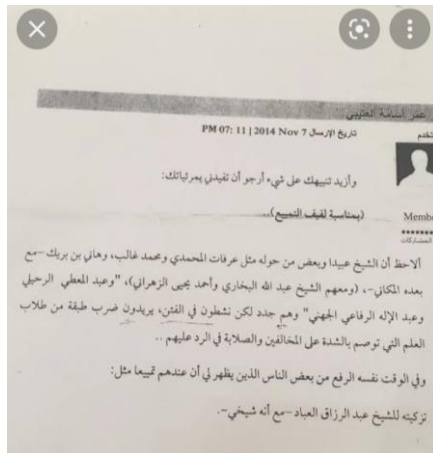 عمر أسامة العتيبي
تاريخ الإرسال 7 Nov 2014 | 11 :07 PM
وأزيد تنبيهك على شيء أرجو أن تفيدني بمرئياتك:
(بمناسبة لفيف التمييع)..
Membe
المشاركات
ألاحظ أن الشيخ عبيدا وبعض من حوله مثل عرفات المحمدي ومحمد غالب، وهاني بن بريك –مع
بعده المكاني-، (ومعهم الشيخ عبد الله البخاري وأحمد يحيى الزهراني)، "وعبد المعطي الرحيلي
وعبد الإله الرفاعي الجهني" وهم جدد لكن نشطون في الفتن، يريدون ضرب طبقة من طلاب
العلم التي توصم بالشدة على المخالفين والصلابة في الرد عليهم ..
وفي الوقت نفسه الرفع من بعض الناس الذين يظهر لي أن عندهم تمييعا مثل:
تزكيته للشيخ عبد الرزاق العباد –مع أنه شيخي-.